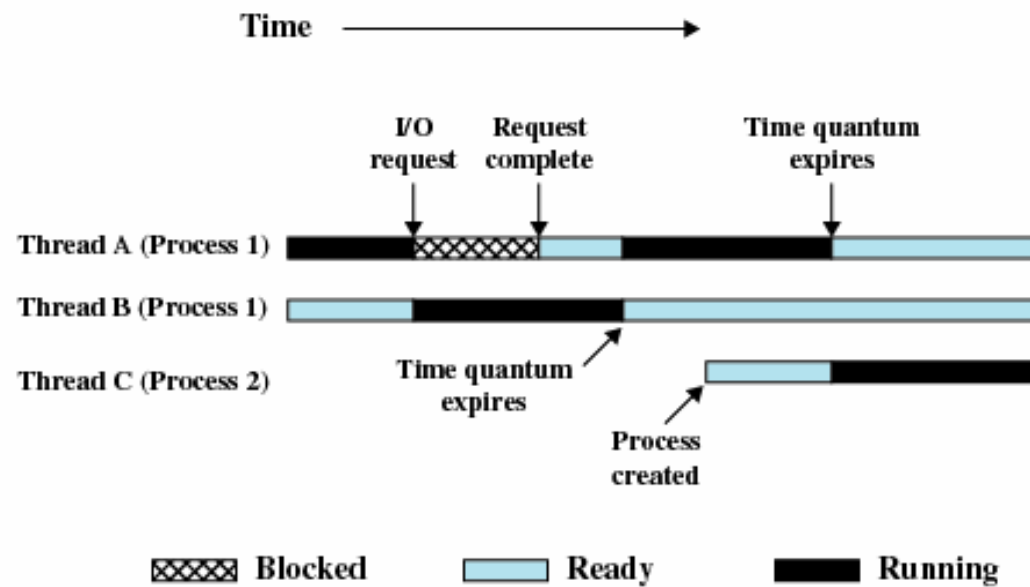 Time
I/O
request
Request
complete
Time quantum
expires
Thread A (Process 1)
Thread B (Process 1)
Thread C (Process 2)
Time quantum
expires
Process
created
Blocked
Ready
Running